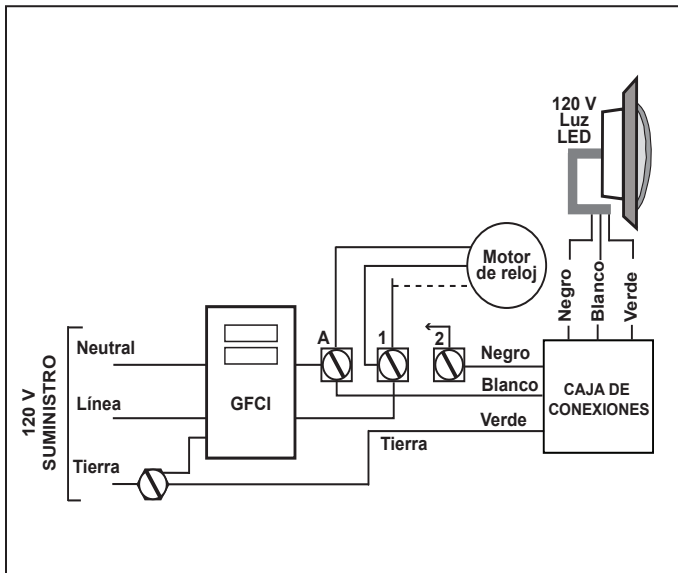 120 V
Luz
LED
Motor
de reloj
Negro
Blanco
Verde
120 V
SUMINISTRO
Neutral
Línea
Tierra
GFCI
A
1
2
Negro
Blanco
Verde
Tierra
CAJA DE
CONEXIONES